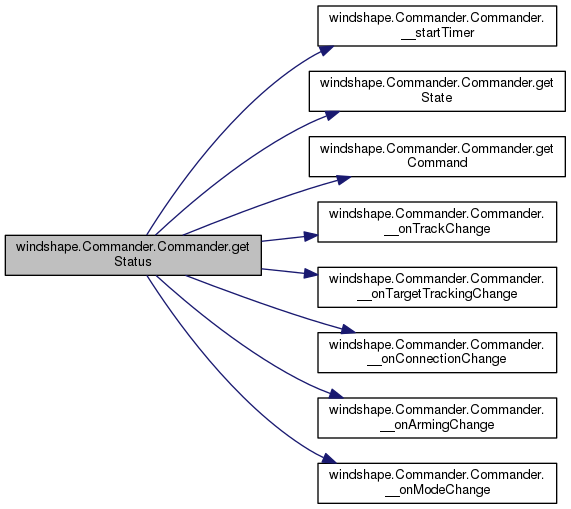 windshape.Commander.Commander.
__startTimer
windshape.Commander.Commander.get
State
windshape.Commander.Commander.get
Command
windshape.Commander.Commander.
__onTrackChange
windshape.Commander.Commander.get
Status
windshape.Commander.Commander.
__onTargetTrackingChange
windshape.Commander.Commander.
__onConnectionChange
windshape.Commander.Commander.
__onArmingChange
windshape.Commander.Commander.
__onModeChange